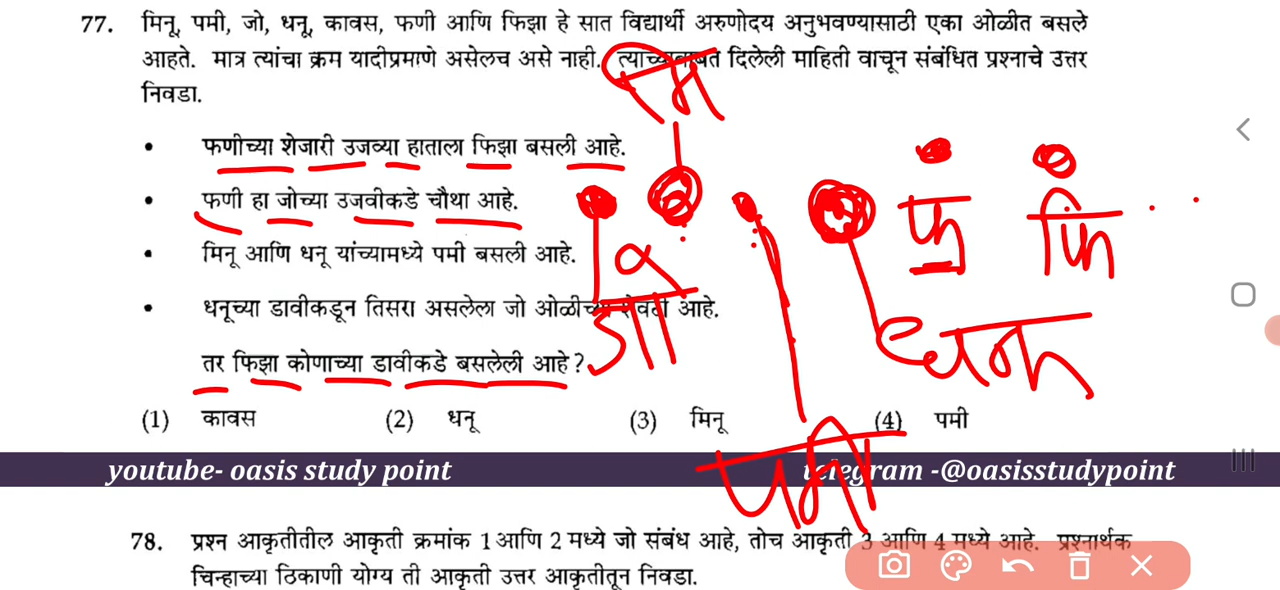 77. मिनू, पमी, जो, धनू, कावस, फणी आणि फिझा हे सात विद्यार्थी अरुणोदय अनुभवण्यासाठी एका ओळीत बसले
आहेत. मात्र त्यांचा क्रम यादीप्रमाणे असेलच असे नाही. त्याच्याबाबत दिलेली माहिती वाचून संबंधित प्रश्नाचे उत्तर
निवडा.
• फणीच्या शेजारी उजव्या हाताला फिझा बसली आहे.
• फणी हा जोच्या उजवीकडे चौथा आहे.
• मिनू आणि धनू यांच्यामध्ये पमी बसली आहे.
• धनूच्या डावीकडून तिसरा असलेला जो ओळीच्या शेवटी आहे.
तर फिझा कोणाच्या डावीकडे बसलेली आहे?
(1) कावस (2) धनू (3) मिनू (4) पमी
फ फि
जो
धनू
पमी
youtube- oasis study point telegram -@oasisstudypoint
78. प्रश्न आकृतीतील आकृती क्रमांक 1 आणि 2 मध्ये जो संबंध आहे, तोच आकृती 3 आणि 4 मध्ये आहे. प्रश्नार्थक
चिन्हाच्या ठिकाणी योग्य ती आकृती उत्तर आकृतीतून निवडा.